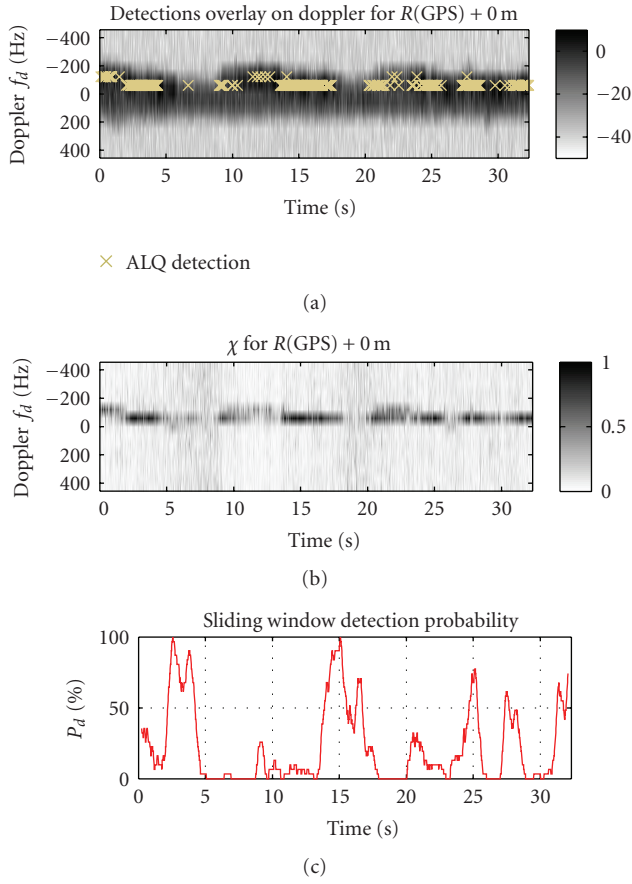 Detections overlay on doppler for R(GPS) + 0 m
Doppler f_d (Hz)
−400
−200
0
200
400
0 5 10 15 20 25 30
Time (s)
0
−20
−40
× ALQ detection
(a)
χ for R(GPS) + 0 m
Doppler f_d (Hz)
−400
−200
0
200
400
0 5 10 15 20 25 30
Time (s)
1
0.5
0
(b)
Sliding window detection probability
P_d (%)
100
50
0
0 5 10 15 20 25 30
Time (s)
(c)